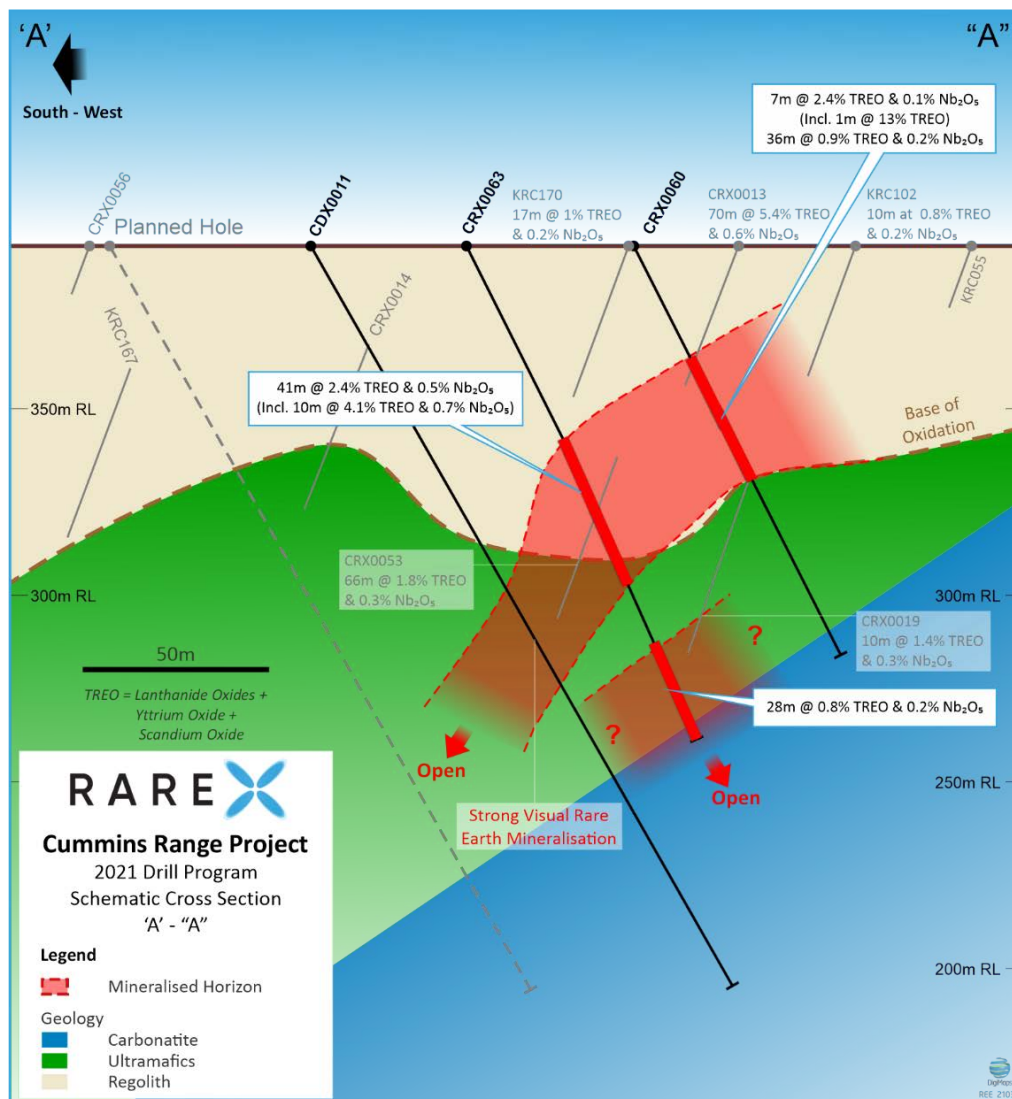 'A'
"A"
South - West
7m @ 2.4% TREO & 0.1% Nb₂O₅
(Incl. 1m @ 13% TREO)
36m @ 0.9% TREO & 0.2% Nb₂O₅
CRX0056
Planned Hole
CDX0011
CRX0063
KRC170
17m @ 1% TREO
& 0.2% Nb₂O₅
CRX0060
CRX0013
70m @ 5.4% TREO
& 0.6% Nb₂O₅
KRC102
10m at 0.8% TREO
& 0.2% Nb₂O₅
KRC055
CRX0014
KRC167
41m @ 2.4% TREO & 0.5% Nb₂O₅
(Incl. 10m @ 4.1% TREO & 0.7% Nb₂O₅)
350m RL
Base of
Oxidation
CRX0053
66m @ 1.8% TREO
& 0.3% Nb₂O₅
300m RL
300m RL
CRX0019
10m @ 1.4% TREO
& 0.3% Nb₂O₅
?
50m
TREO = Lanthanide Oxides +
Yttrium Oxide +
Scandium Oxide
28m @ 0.8% TREO & 0.2% Nb₂O₅
?
Open
Open
250m RL
Strong Visual Rare
Earth Mineralisation
RAREX
Cummins Range Project
2021 Drill Program
Schematic Cross Section
'A' - "A"
200m RL
Legend
Mineralised Horizon
Geology
Carbonatite
Ultramafics
Regolith
DigMaps